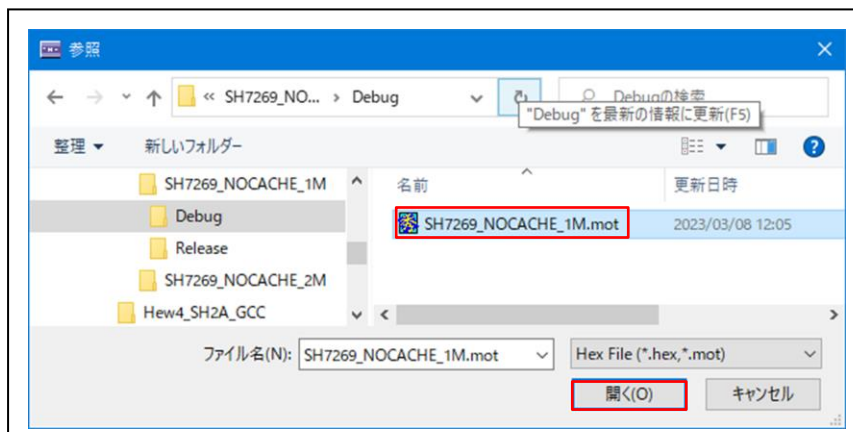 参照
« SH7269_NO... › Debug
Debugの検索
"Debug" を最新の情報に更新(F5)
整理 新しいフォルダー
SH7269_NOCACHE_1M
Debug
Release
SH7269_NOCACHE_2M
Hew4_SH2A_GCC
名前 更新日時
SH7269_NOCACHE_1M.mot 2023/03/08 12:05
ファイル名(N): SH7269_NOCACHE_1M.mot Hex File (*.hex,*.mot)
開く(O) キャンセル